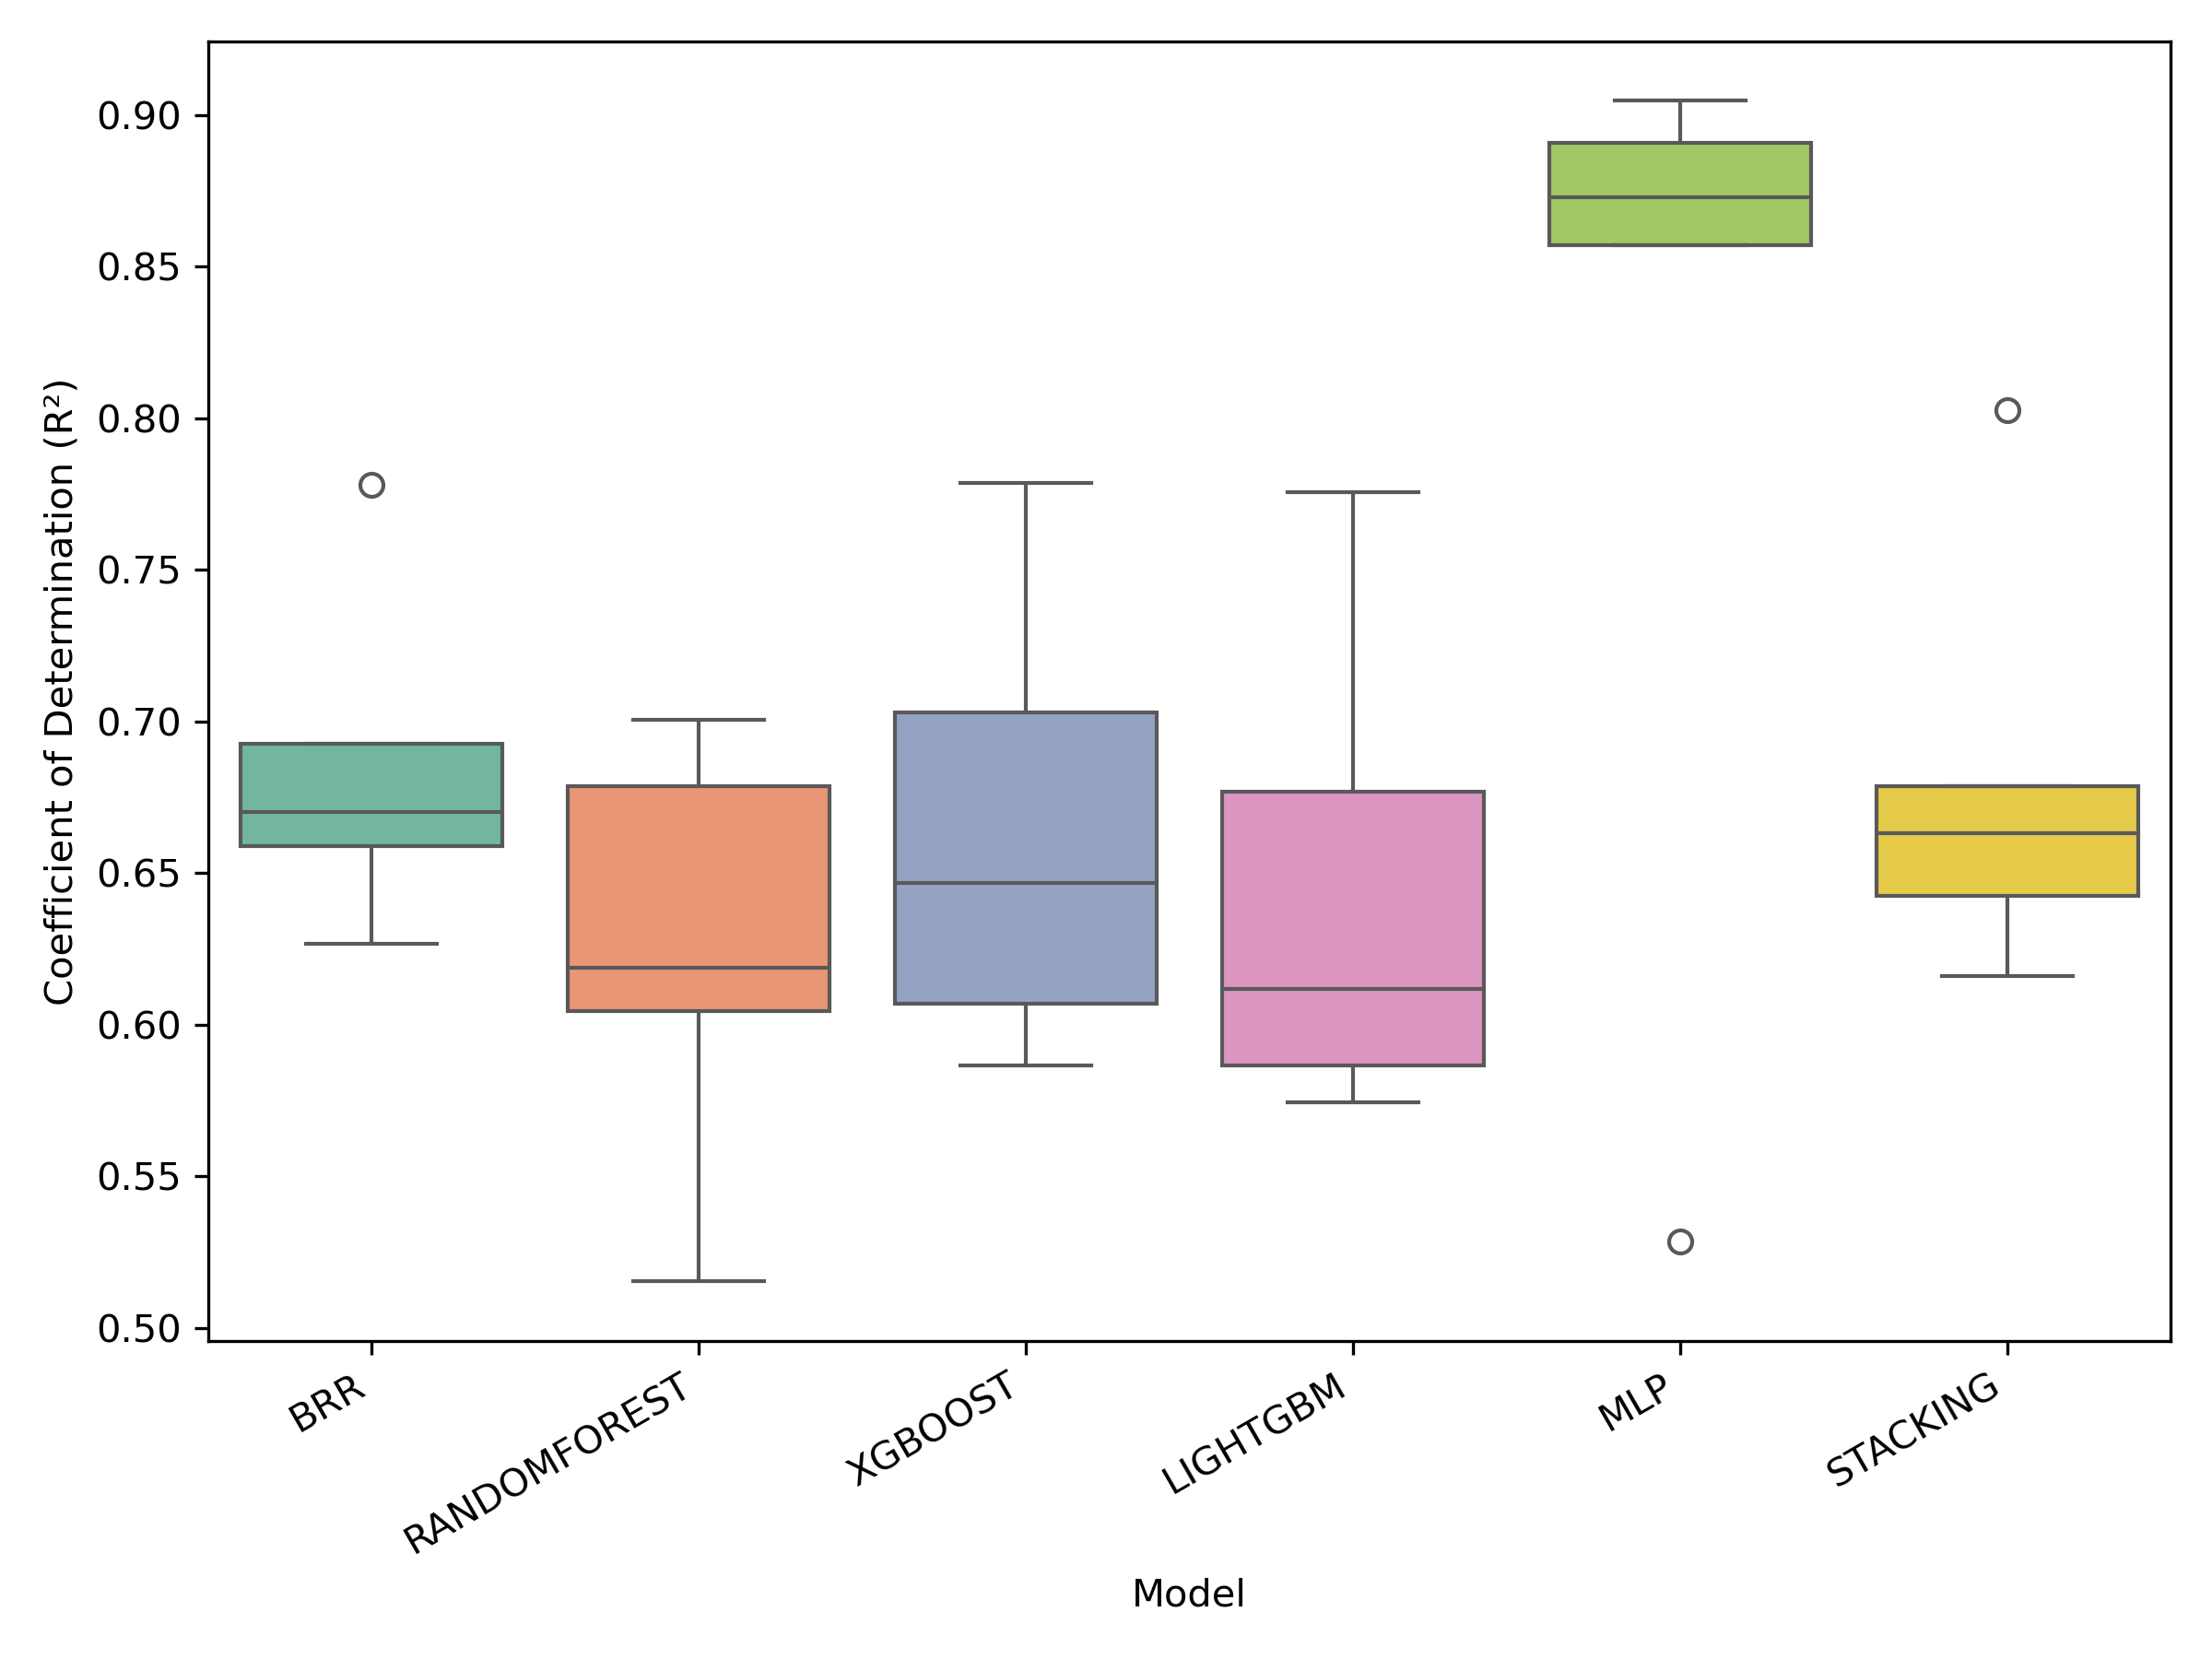 Coefficient of Determination (R²)
0.90
0.85
0.80
0.75
0.70
0.65
0.60
0.55
0.50
BRR
RANDOMFOREST
XGBOOST
LIGHTGBM
MLP
STACKING
Model